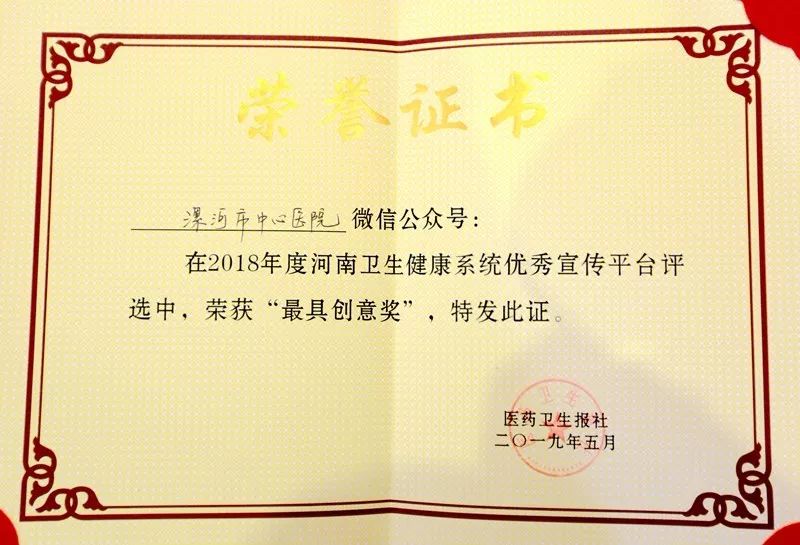 荣誉证书
漯河市中心医院 微信公众号：
在2018年度河南卫生健康系统优秀宣传平台评
选中，荣获“最具创意奖”，特发此证。
医药卫生报社
二〇一九年五月